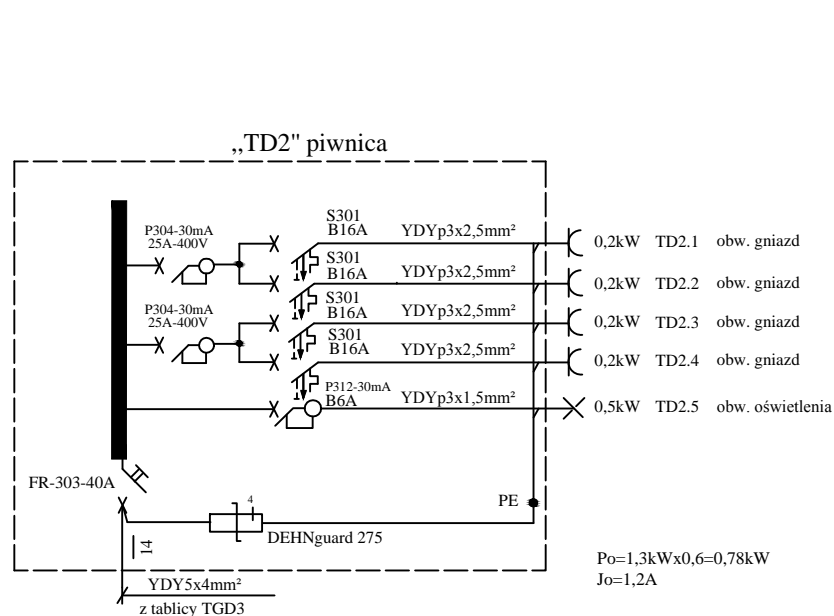 ,,TD2" piwnica
P304-30mA
25A-400V
S301
B16A
YDYp3x2,5mm²
0,2kW TD2.1 obw. gniazd
S301
B16A
YDYp3x2,5mm²
0,2kW TD2.2 obw. gniazd
P304-30mA
25A-400V
S301
B16A
YDYp3x2,5mm²
0,2kW TD2.3 obw. gniazd
S301
B16A
YDYp3x2,5mm²
0,2kW TD2.4 obw. gniazd
P312-30mA
B6A
YDYp3x1,5mm²
0,5kW TD2.5 obw. oświetlenia
FR-303-40A
4
PE
DEHNguard 275
14
Po=1,3kWx0,6=0,78kW
Jo=1,2A
YDY5x4mm²
z tablicy TGD3